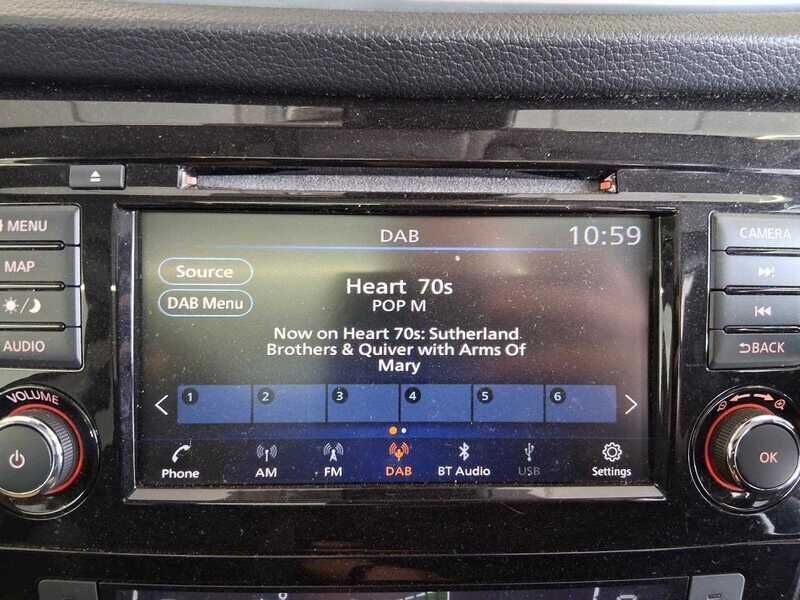 DAB 10:59
MENU
MAP
AUDIO
VOLUME
Source
DAB Menu
Heart 70s
POP M
Now on Heart 70s: Sutherland
Brothers & Quiver with Arms Of
Mary
1 2 3 4 5 6
Phone AM FM DAB BT Audio USB Settings
CAMERA
BACK
OK